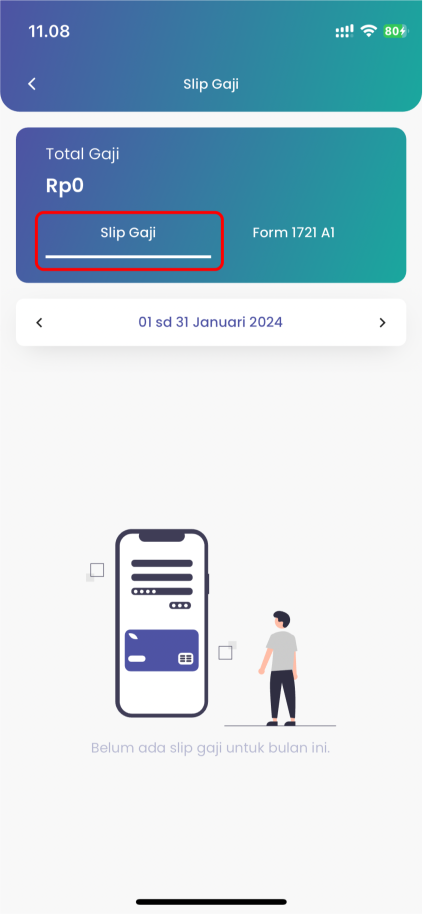 11.08
80
Slip Gaji
Total Gaji
Rp0
Slip Gaji
Form 1721 A1
01 sd 31 Januari 2024
Belum ada slip gaji untuk bulan ini.